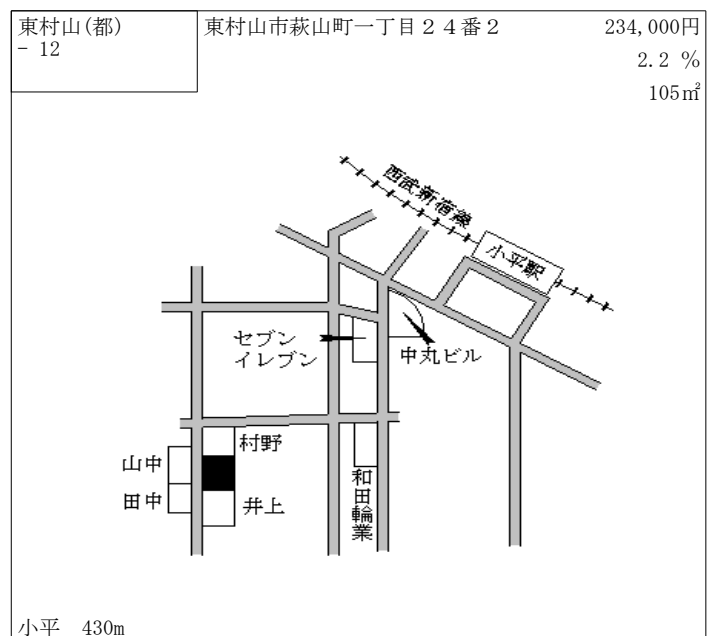 東村山(都)
- 12
東村山市萩山町一丁目２４番２
234,000円
2.2 %
105㎡
西武新宿線
小平駅
セブン
イレブン
中丸ビル
村野
山中
田中
井上
和田輪業
小平 430m